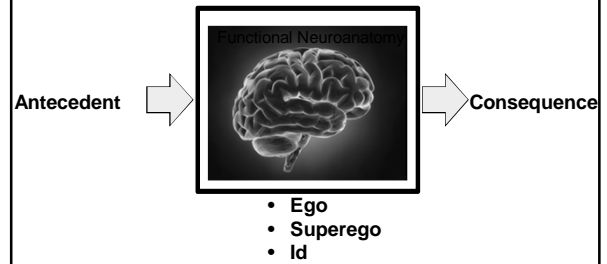 Functional Neuroanatomy
Antecedent
Consequence
• Ego
• Superego
• Id